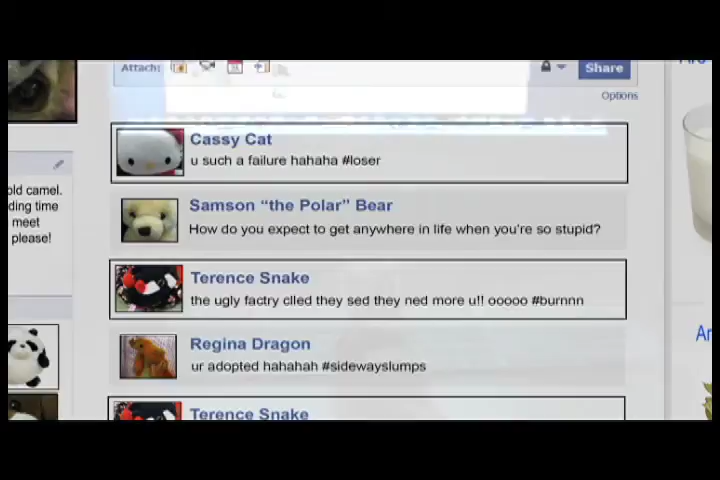 Attach:
Share
Options
Cassy Cat
u such a failure hahaha #loser
old camel.
ding time
meet
please!
Samson “the Polar” Bear
How do you expect to get anywhere in life when you're so stupid?
Terence Snake
the ugly factry clled they sed they ned more u!! ooooo #burnnn
Regina Dragon
ur adopted hahahah #sidewayslumps
Terence Snake